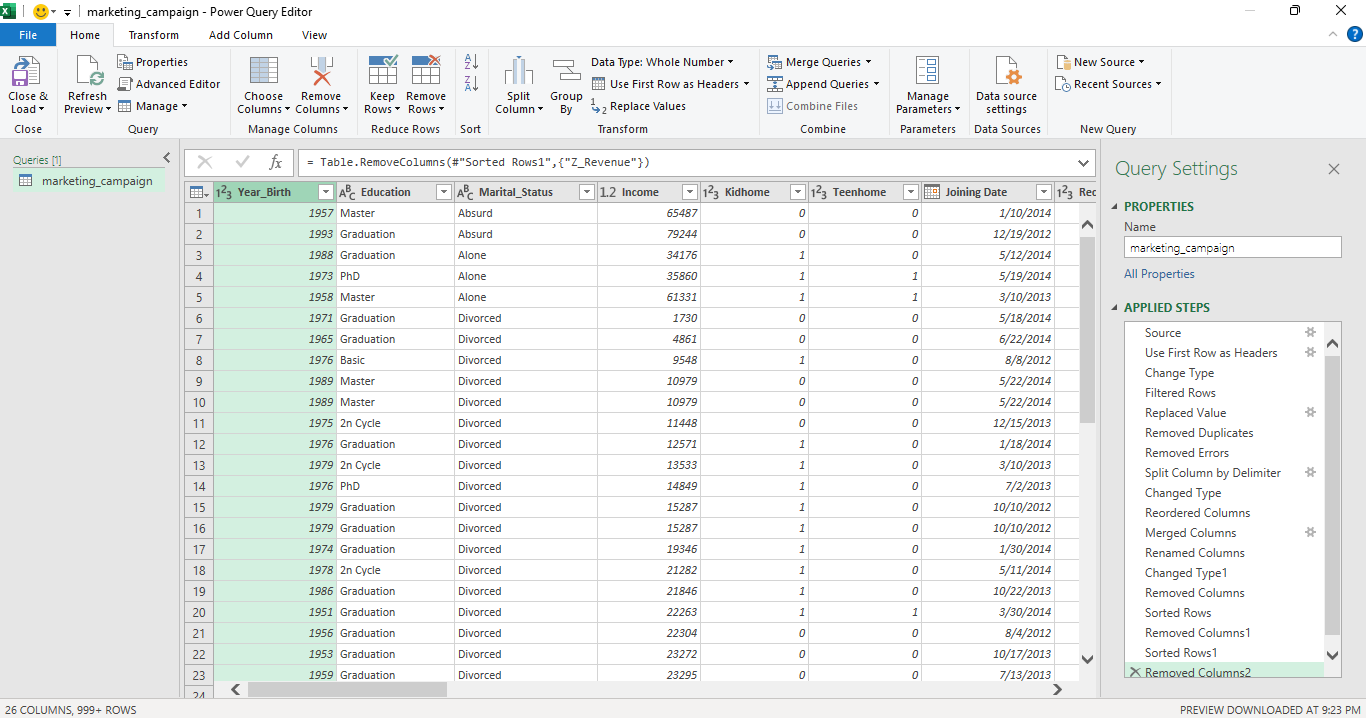 marketing_campaign - Power Query Editor
File Home Transform Add Column View ?
Close & Load
Close
Refresh Preview
Properties
Advanced Editor
Manage
Query
Choose Columns
Remove Columns
Manage Columns
Keep Rows
Remove Rows
Reduce Rows
Sort
Split Column
Group By
Data Type: Whole Number
Use First Row as Headers
Replace Values
Transform
Merge Queries
Append Queries
Combine Files
Combine
Manage Parameters
Parameters
Data source settings
Data Sources
New Source
Recent Sources
New Query
Queries [1]
marketing_campaign
fx = Table.RemoveColumns(#"Sorted Rows1",{"Z_Revenue"})
123 Year_Birth ABC Education ABC Marital_Status 1.2 Income 123 Kidhome 123 Teenhome Joining Date 123 Rec
1 1957 Master Absurd 65487 0 0 1/10/2014
2 1993 Graduation Absurd 79244 0 0 12/19/2012
3 1988 Graduation Alone 34176 1 0 5/12/2014
4 1973 PhD Alone 35860 1 1 5/19/2014
5 1958 Master Alone 61331 1 1 3/10/2013
6 1971 Graduation Divorced 1730 0 0 5/18/2014
7 1965 Graduation Divorced 4861 0 0 6/22/2014
8 1976 Basic Divorced 9548 1 0 8/8/2012
9 1989 Master Divorced 10979 0 0 5/22/2014
10 1989 Master Divorced 10979 0 0 5/22/2014
11 1975 2n Cycle Divorced 11448 0 0 12/15/2013
12 1976 Graduation Divorced 12571 1 0 1/18/2014
13 1979 2n Cycle Divorced 13533 1 0 3/10/2013
14 1976 PhD Divorced 14849 1 0 7/2/2013
15 1979 Graduation Divorced 15287 1 0 10/10/2012
16 1979 Graduation Divorced 15287 1 0 10/10/2012
17 1974 Graduation Divorced 19346 1 0 1/30/2014
18 1978 2n Cycle Divorced 21282 1 0 5/11/2014
19 1986 Graduation Divorced 21846 1 0 10/22/2013
20 1951 Graduation Divorced 22263 1 1 3/30/2014
21 1956 Graduation Divorced 22304 0 0 8/4/2012
22 1953 Graduation Divorced 23272 0 0 10/17/2013
23 1959 Graduation Divorced 23295 0 0 7/13/2013
24
Query Settings
PROPERTIES
Name
marketing_campaign
All Properties
APPLIED STEPS
Source
Use First Row as Headers
Change Type
Filtered Rows
Replaced Value
Removed Duplicates
Removed Errors
Split Column by Delimiter
Changed Type
Reordered Columns
Merged Columns
Renamed Columns
Changed Type1
Removed Columns
Sorted Rows
Removed Columns1
Sorted Rows1
Removed Columns2
26 COLUMNS, 999+ ROWS
PREVIEW DOWNLOADED AT 9:23 PM